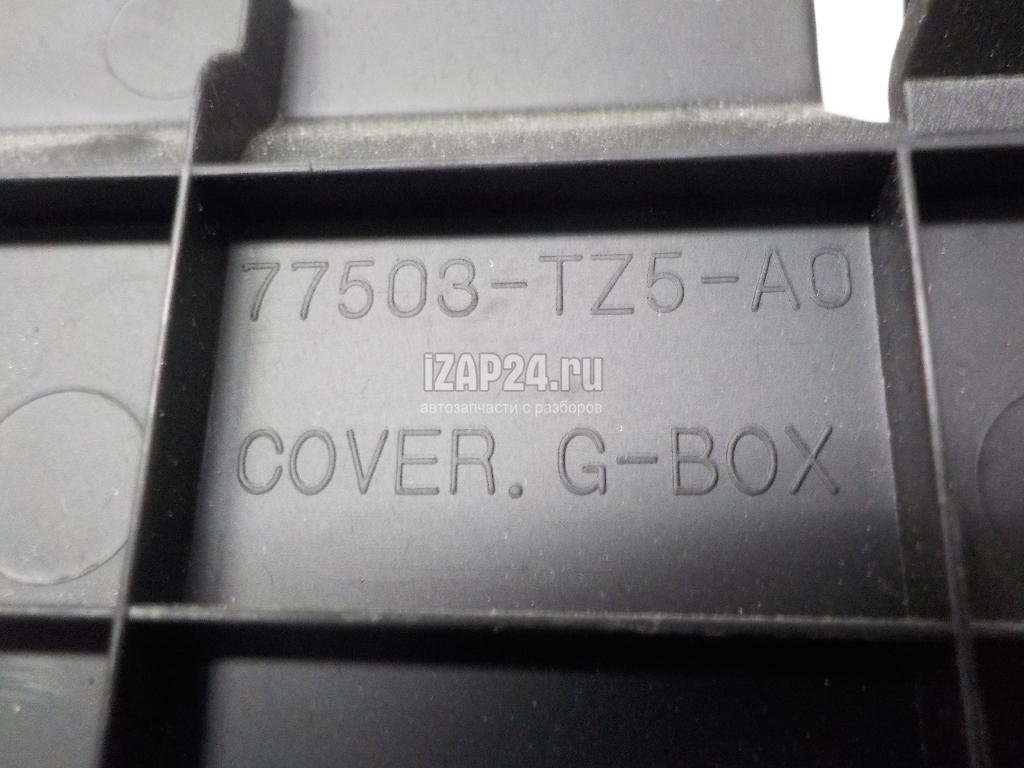 77503-TZ5-A0
iZAP24.ru
автозапчасти с разборов
COVER. G-BOX